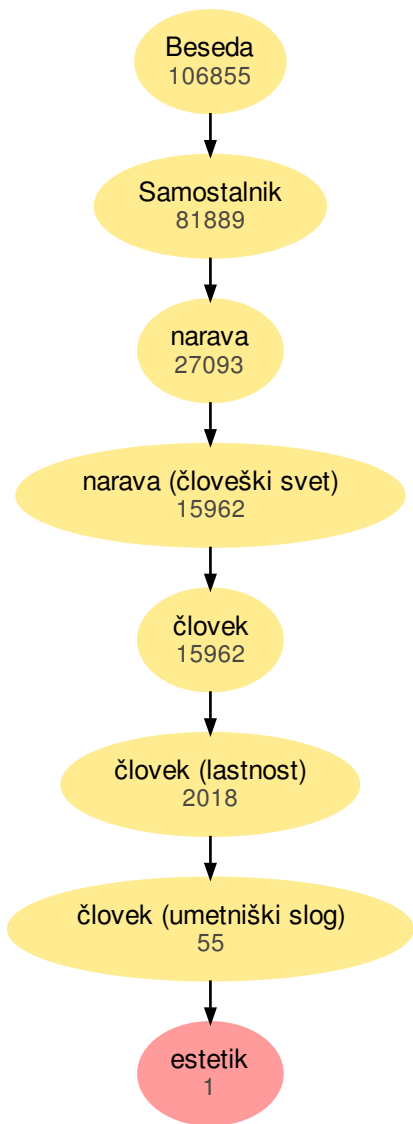 Beseda
106855
Samostalnik
81889
narava
27093
narava (človeški svet)
15962
človek
15962
človek (lastnost)
2018
človek (umetniški slog)
55
estetik
1